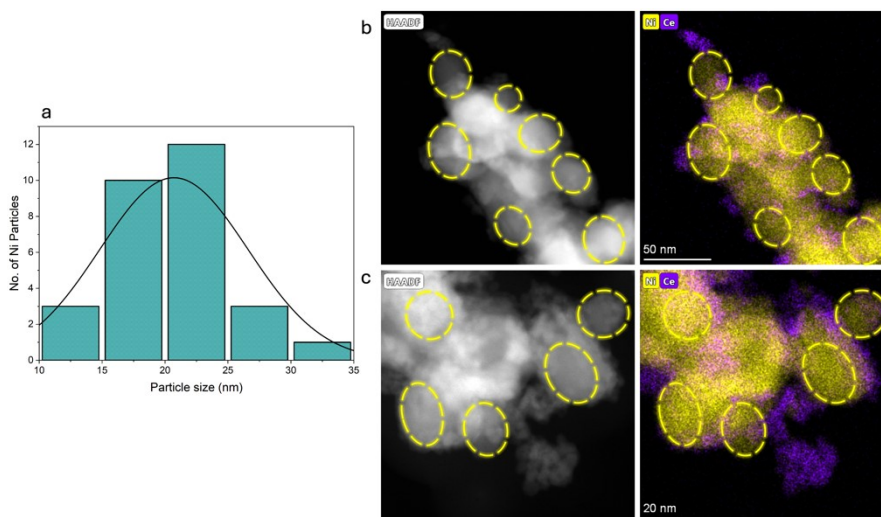 a
No. of Ni Particles
12
10
8
6
4
2
0
10 15 20 25 30 35
Particle size (nm)
b
HAADF
Ni Ce
50 nm
c
HAADF
Ni Ce
20 nm